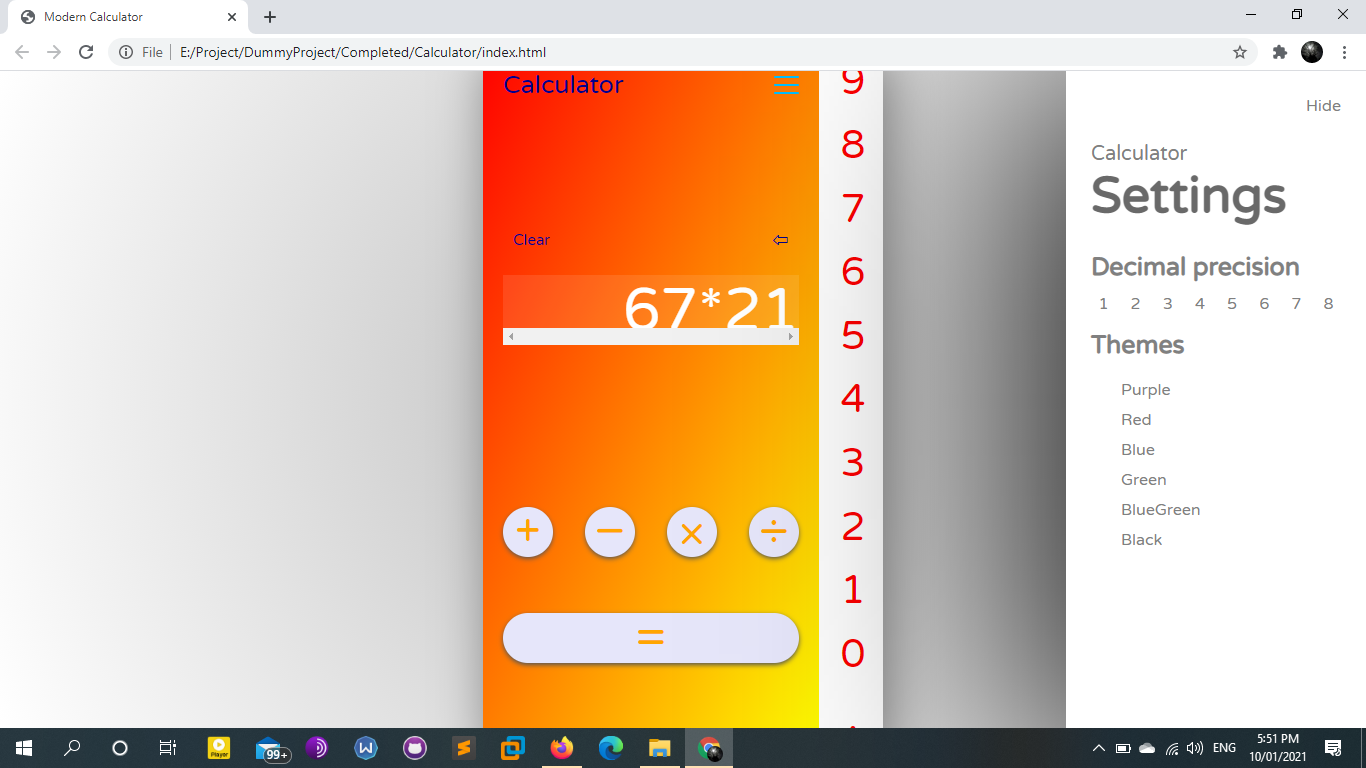 Modern Calculator
File
E:/Project/DummyProject/Completed/Calculator/index.html
Calculator
Clear
67*21
+ − × ÷
=
9
8
7
6
5
4
3
2
1
0
.
Hide
Calculator
Settings
Decimal precision
1 2 3 4 5 6 7 8
Themes
Purple
Red
Blue
Green
BlueGreen
Black
Player
99+
ENG
5:51 PM
10/01/2021